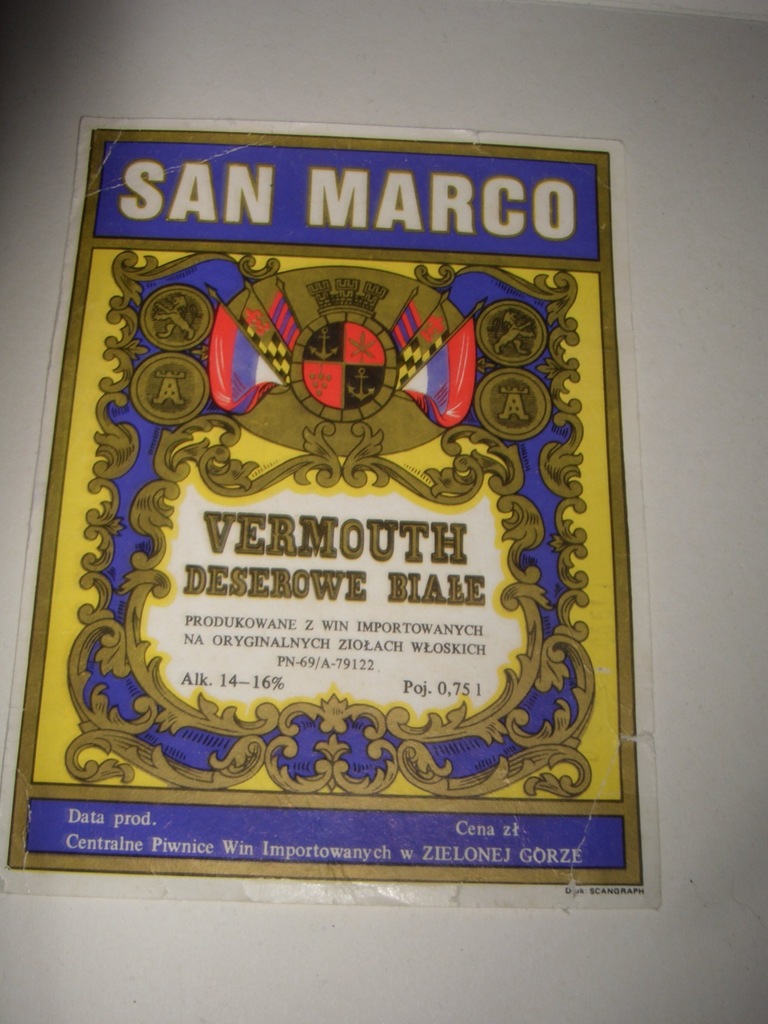 SAN MARCO
VERMOUTH
DESEROWE BIAŁE
PRODUKOWANE Z WIN IMPORTOWANYCH
NA ORYGINALNYCH ZIOŁACH WŁOSKICH
PN-69/A-79122
Alk. 14–16% Poj. 0,75 l
Data prod. Cena zł
Centralne Piwnice Win Importowanych w ZIELONEJ GÓRZE
Druk: SCANGRAPH